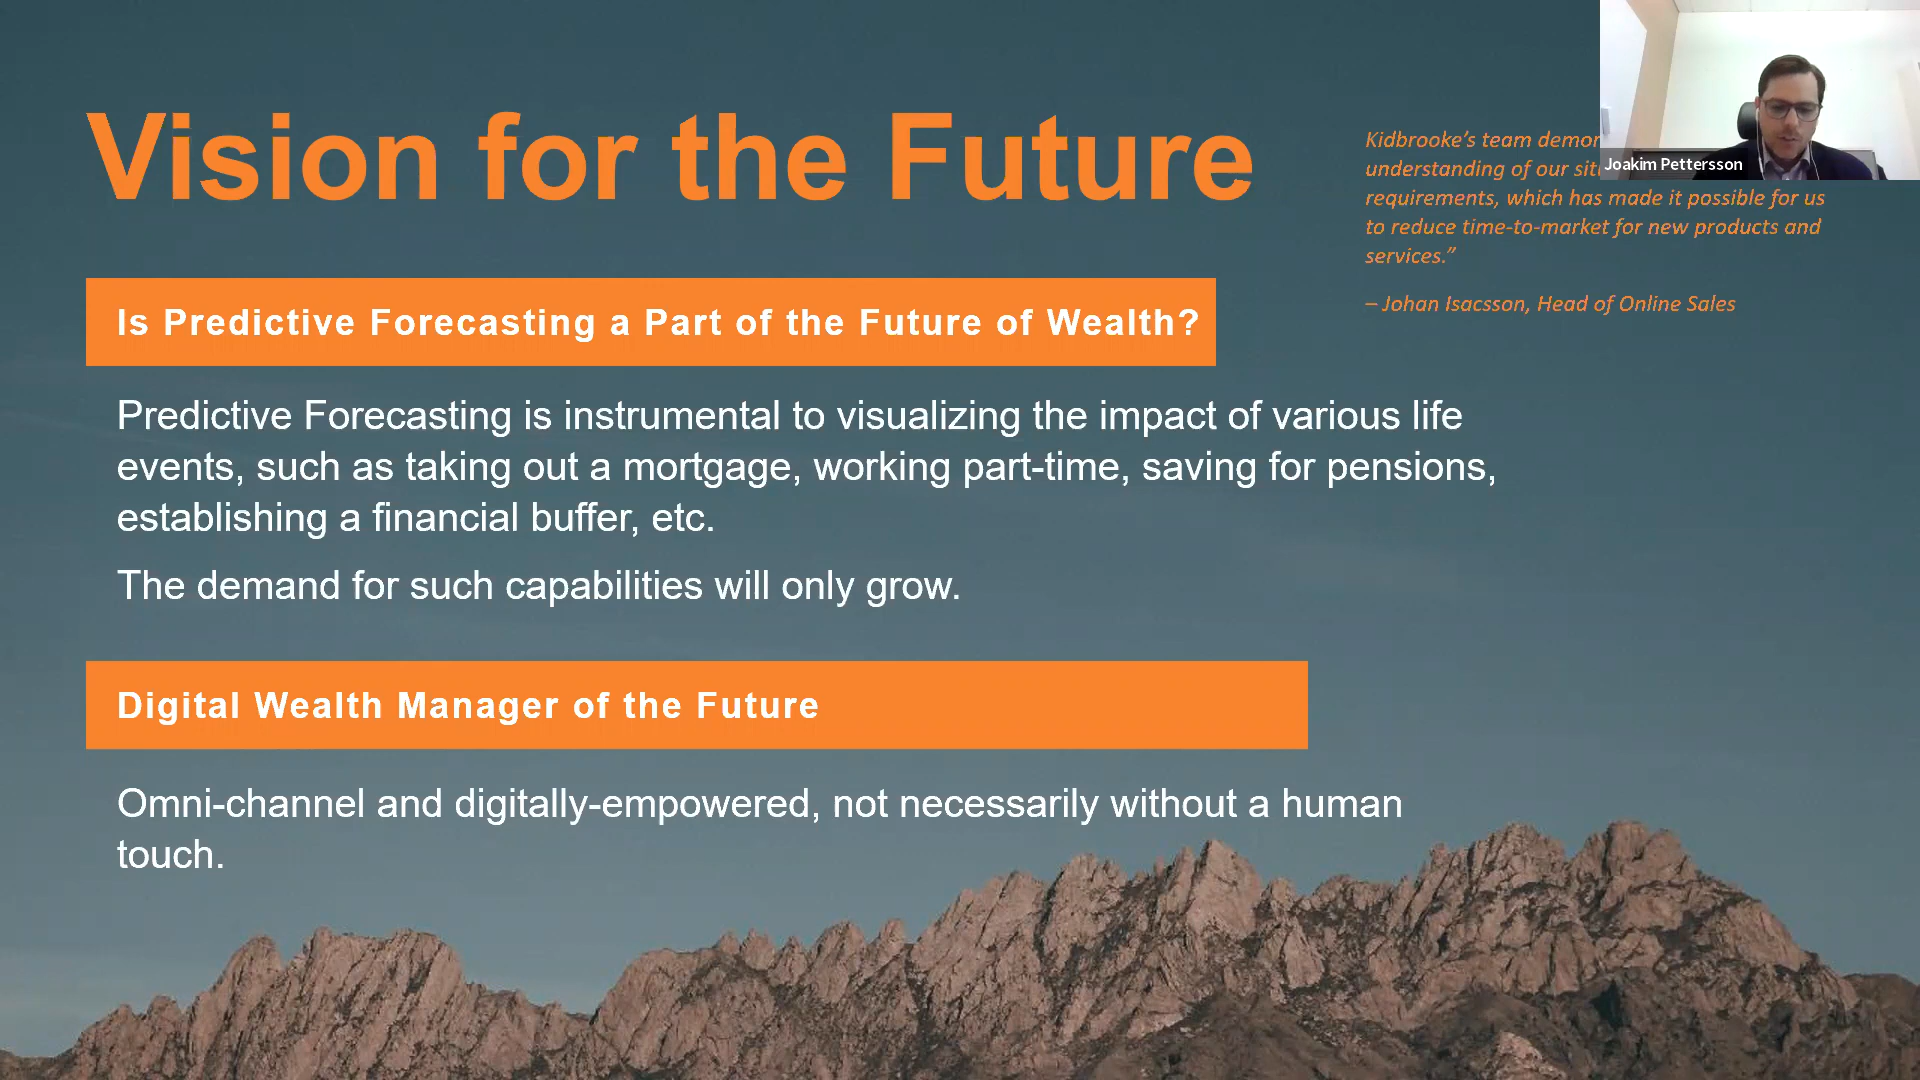 Vision for the Future
Kidbrooke’s team demon
understanding of our
requirements, which has made it possible for us
to reduce time-to-market for new products and
services.”
– Johan Isacsson, Head of Online Sales
Joakim Pettersson
Is Predictive Forecasting a Part of the Future of Wealth?
Predictive Forecasting is instrumental to visualizing the impact of various life
events, such as taking out a mortgage, working part-time, saving for pensions,
establishing a financial buffer, etc.
The demand for such capabilities will only grow.
Digital Wealth Manager of the Future
Omni-channel and digitally-empowered, not necessarily without a human
touch.